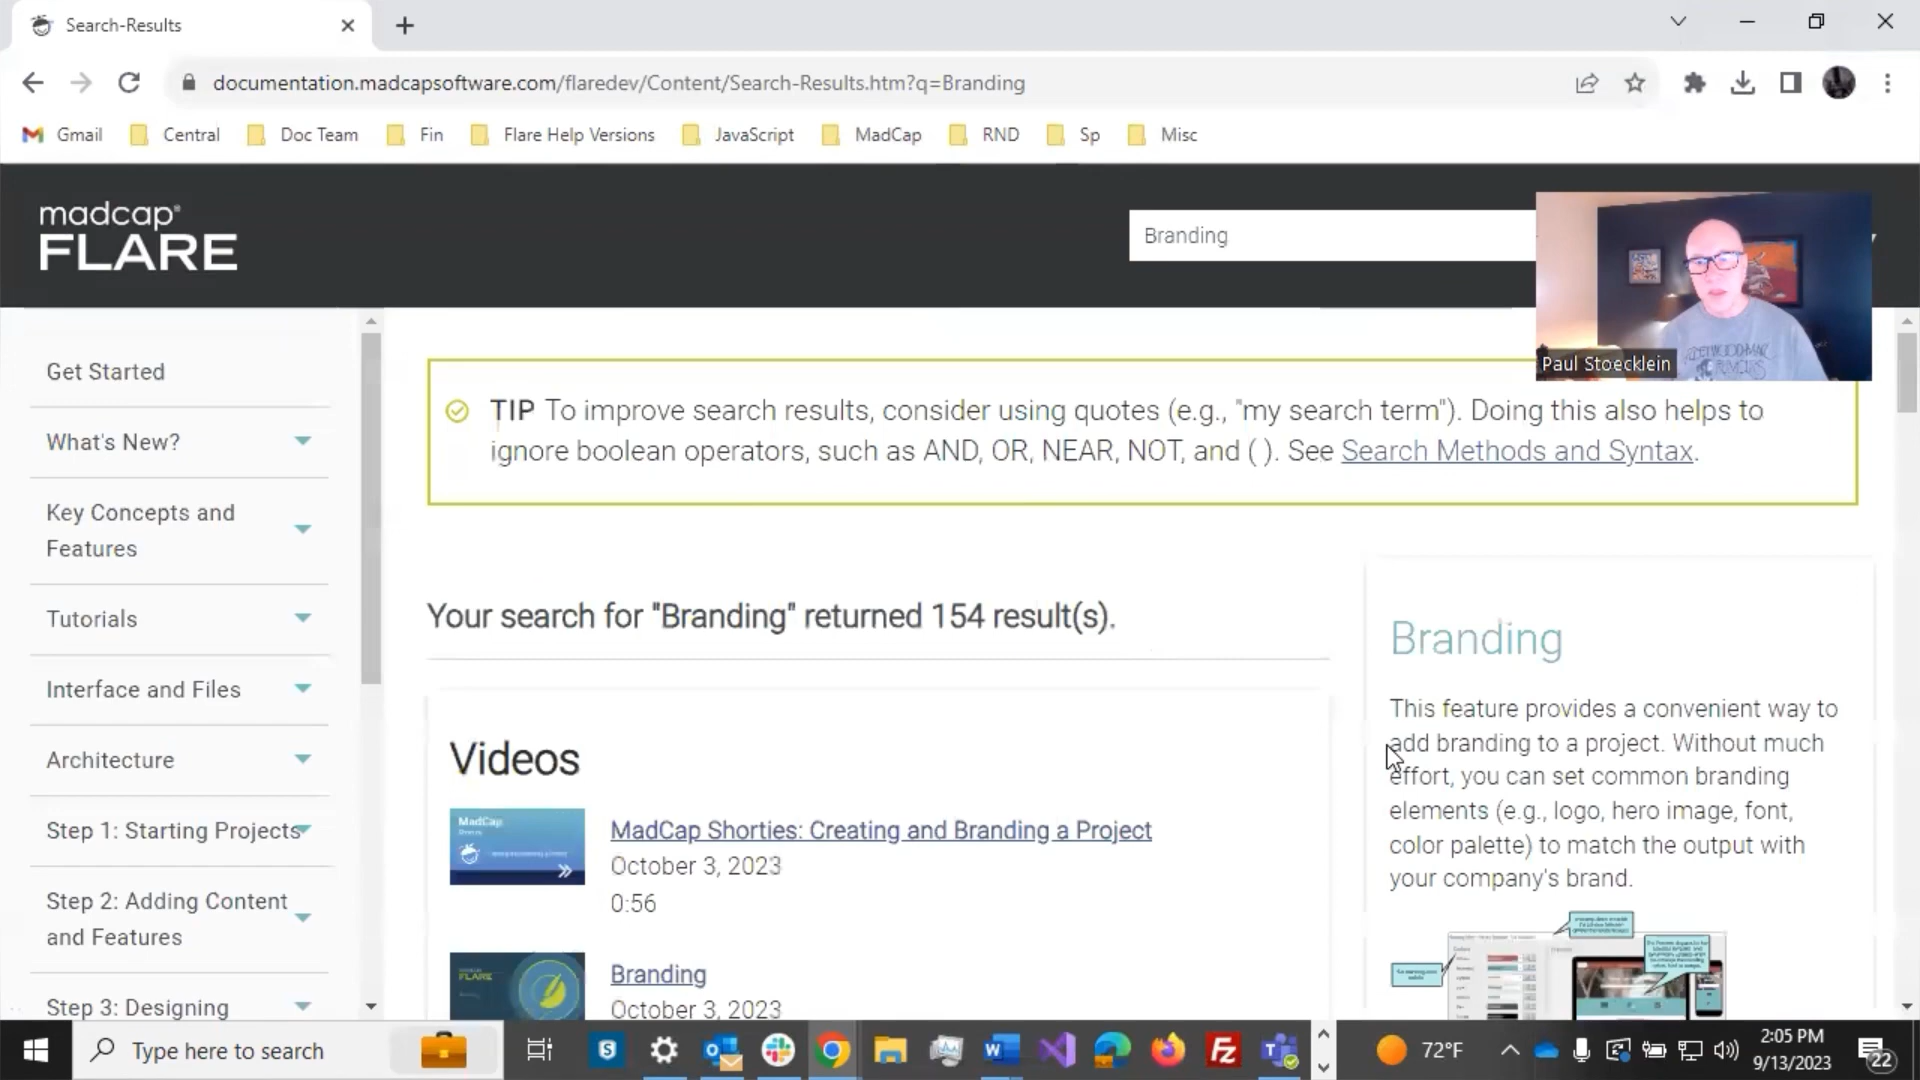 Search-Results
documentation.madcapsoftware.com/flaredev/Content/Search-Results.htm?q=Branding
Gmail Central Doc Team Fin Flare Help Versions JavaScript MadCap RND Sp Misc
madcap®
FLARE
Branding
Paul Stoecklein
Get Started
What's New?
Key Concepts and
Features
Tutorials
Interface and Files
Architecture
Step 1: Starting Projects
Step 2: Adding Content
and Features
Step 3: Designing
TIP To improve search results, consider using quotes (e.g., "my search term"). Doing this also helps to
ignore boolean operators, such as AND, OR, NEAR, NOT, and ( ). See Search Methods and Syntax.
Your search for "Branding" returned 154 result(s).
Videos
MadCap
MadCap Shorties: Creating and Branding a Project
October 3, 2023
0:56
FLARE
Branding
October 3, 2023
Branding
This feature provides a convenient way to
add branding to a project. Without much
effort, you can set common branding
elements (e.g., logo, hero image, font,
color palette) to match the output with
your company's brand.
Type here to search
72°F
2:05 PM
9/13/2023
22